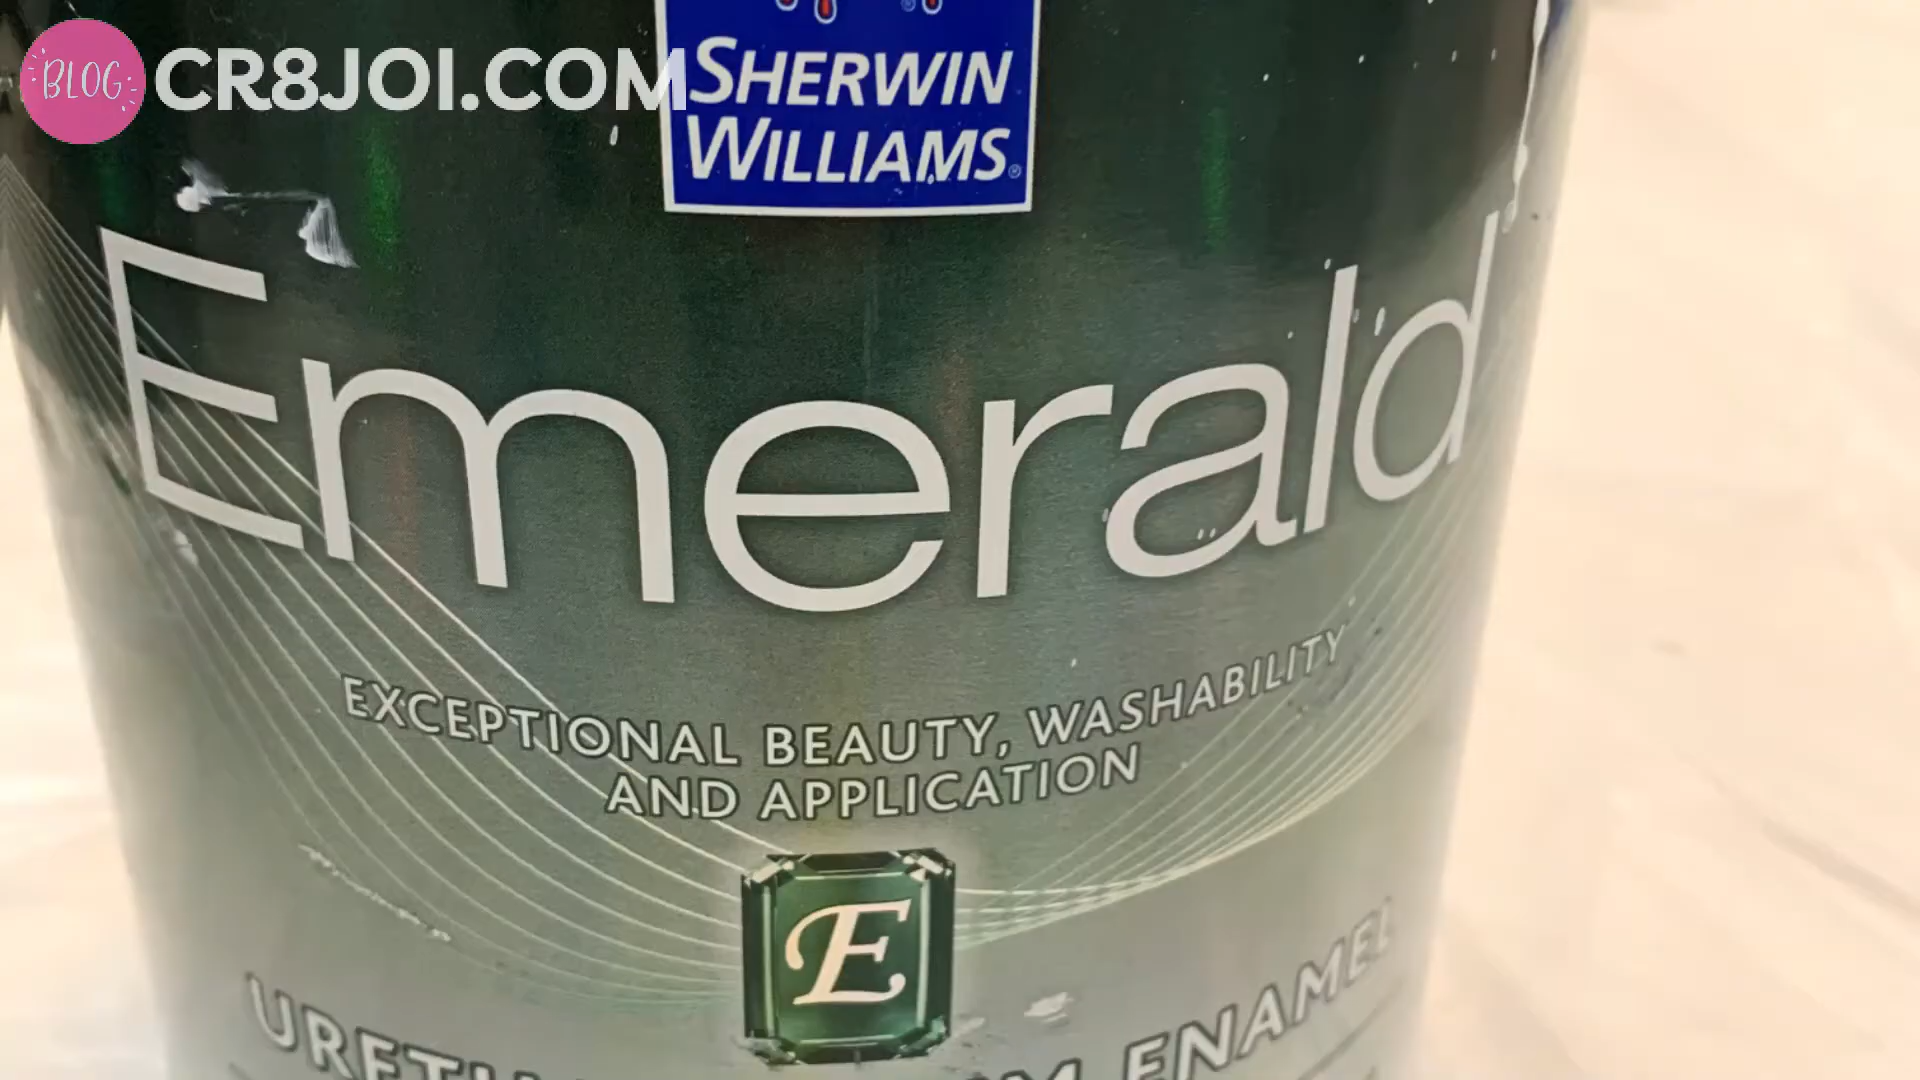 BLOG CR8JOI.COM
SHERWIN
WILLIAMS®
Emerald
EXCEPTIONAL BEAUTY, WASHABILITY
AND APPLICATION
E
ENAMEL